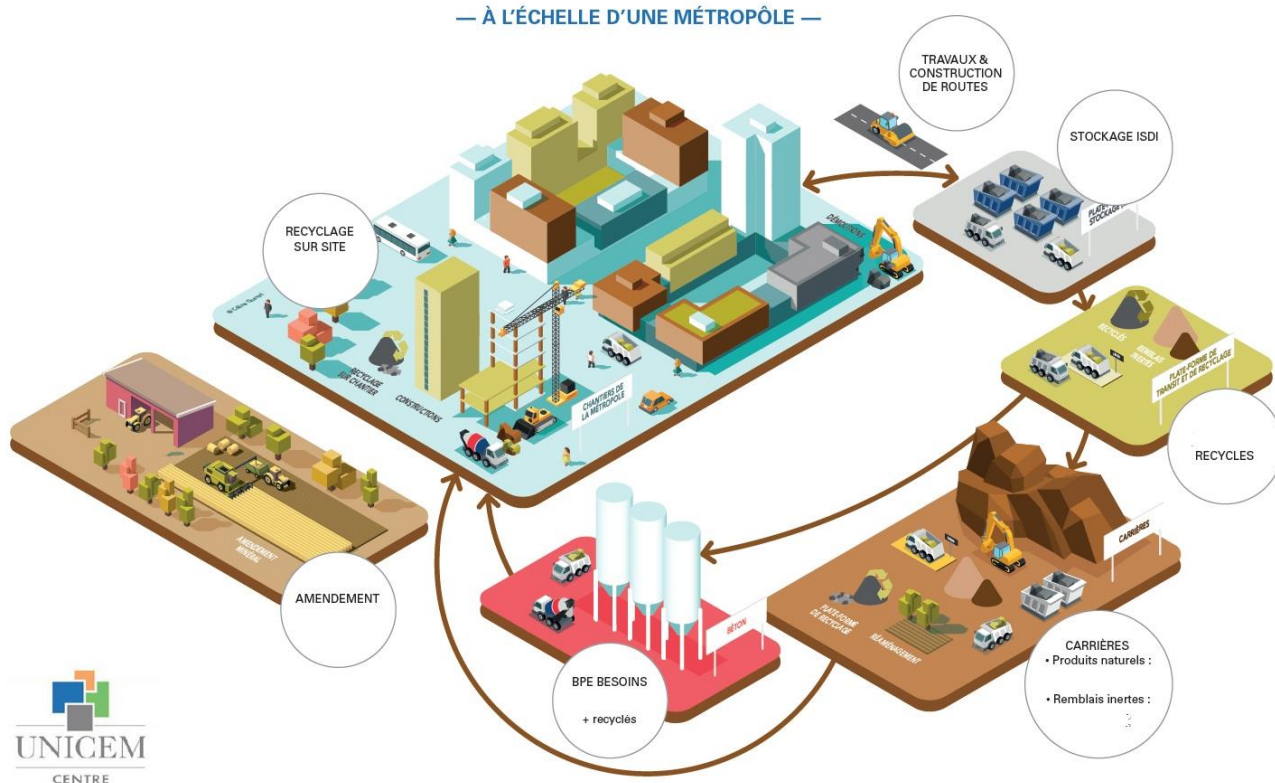 — À L'ÉCHELLE D'UNE MÉTROPOLE —
TRAVAUX &
CONSTRUCTION
DE ROUTES
STOCKAGE ISDI
STOCKAGE
RECYCLAGE
SUR SITE
DÉMOLITIONS
RECYCLAGE
SUR CHANTIER
CONSTRUCTIONS
CHANTIERS DE
LA MÉTROPOLE
RECYCLÉS
REMBLAIS
INERTES
PLATE-FORME DE
TRANSIT ET DE RECYCLAGE
RECYCLES
AMENDEMENT
MINÉRAL
AMENDEMENT
BÉTON
BPE BESOINS
+ recyclés
CARRIÈRES
PLATE-FORME
DE RECYCLAGE
RÉAMÉNAGEMENT
CARRIÈRES
• Produits naturels :
• Remblais inertes :
UNICEM
CENTRE